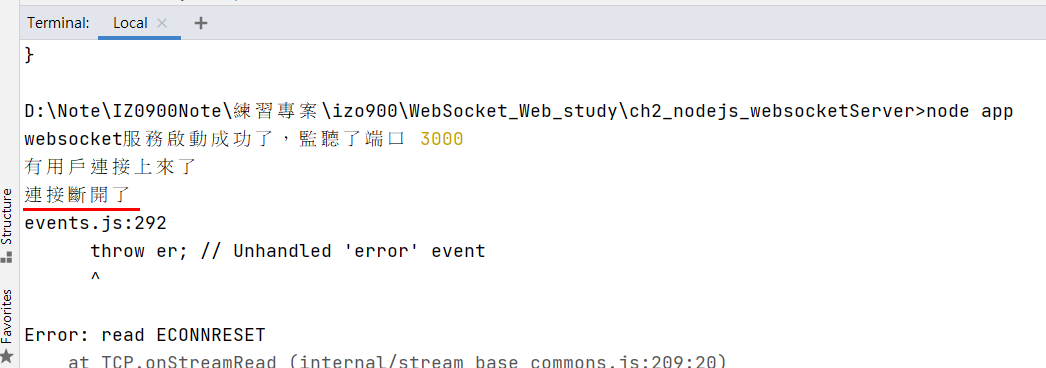 Terminal: Local × +
}
D:\Note\IZ0900Note\練習專案\izo900\WebSocket_Web_study\ch2_nodejs_websocketServer>node app
websocket服務啟動成功了，監聽了端口 3000
有用戶連接上來了
連接斷開了
events.js:292
throw er; // Unhandled 'error' event
^
Error: read ECONNRESET
at TCP.onStreamRead (internal/stream_base_commons.js:209:20)
Structure
Favorites